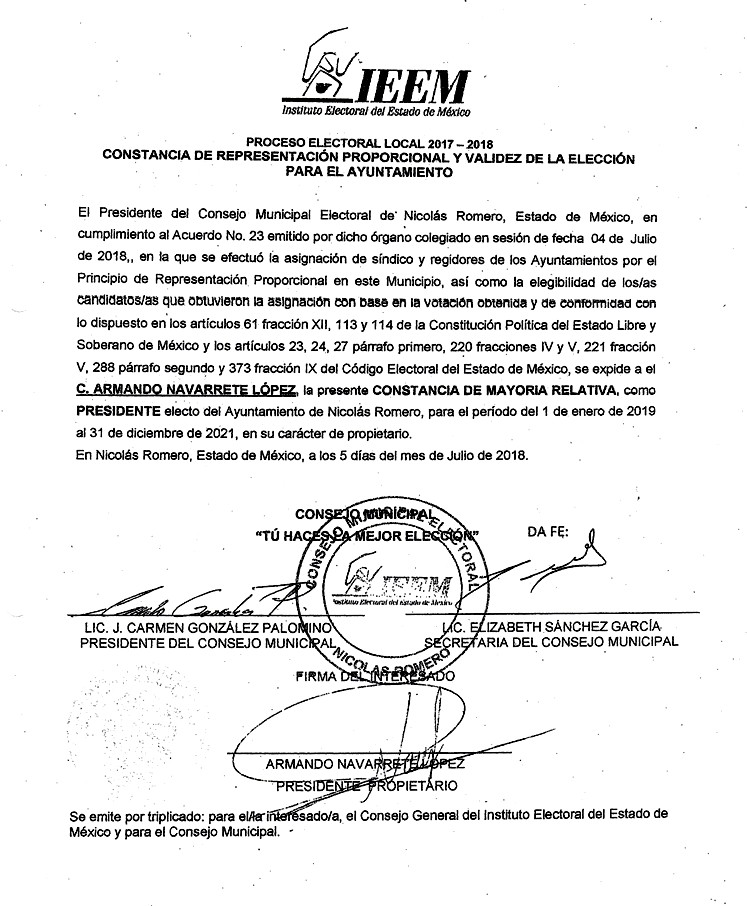 IEEM
Instituto Electoral del Estado de México
PROCESO ELECTORAL LOCAL 2017 – 2018
CONSTANCIA DE REPRESENTACIÓN PROPORCIONAL Y VALIDEZ DE LA ELECCIÓN
PARA EL AYUNTAMIENTO
El Presidente del Consejo Municipal Electoral de Nicolás Romero, Estado de México, en
cumplimiento al Acuerdo No. 23 emitido por dicho órgano colegiado en sesión de fecha 04 de Julio
de 2018,, en la que se efectuó la asignación de síndico y regidores de los Ayuntamientos por el
Principio de Representación Proporcional en este Municipio, así como la elegibilidad de los/as
candidatos/as que obtuvieron la asignación con base en la votación obtenida y de conformidad con
lo dispuesto en los artículos 61 fracción XII, 113 y 114 de la Constitución Política del Estado Libre y
Soberano de México y los artículos 23, 24, 27 párrafo primero, 220 fracciones IV y V, 221 fracción
V, 288 párrafo segundo y 373 fracción IX del Código Electoral del Estado de México, se expide a el
C. ARMANDO NAVARRETE LÓPEZ, la presente CONSTANCIA DE MAYORIA RELATIVA, como
PRESIDENTE electo del Ayuntamiento de Nicolás Romero, para el período del 1 de enero de 2019
al 31 de diciembre de 2021, en su carácter de propietario.
En Nicolás Romero, Estado de México, a los 5 días del mes de Julio de 2018.
CONSEJO MUNICIPAL
"TÚ HACES LA MEJOR ELECCIÓN"
DA FE:
CONSEJO MUNICIPAL ELECTORAL
IEEM
Instituto Electoral del Estado de México
NICOLAS ROMERO
LIC. J. CARMEN GONZÁLEZ PALOMINO
PRESIDENTE DEL CONSEJO MUNICIPAL
LIC. ELIZABETH SÁNCHEZ GARCÍA
SECRETARIA DEL CONSEJO MUNICIPAL
FIRMA DEL INTERESADO
ARMANDO NAVARRETE LÓPEZ
PRESIDENTE PROPIETARIO
Se emite por triplicado: para el/la interesado/a, el Consejo General del Instituto Electoral del Estado de
México y para el Consejo Municipal.